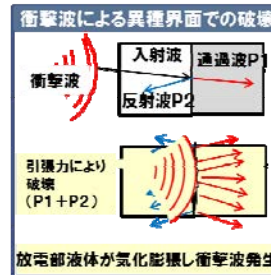 衝撃波による異種界面での破壊
入射波
通過波P1
衝撃波
反射波P2
引張力により
破壊
(P1+P2)
放電部液体が気化膨張し衝撃波発生